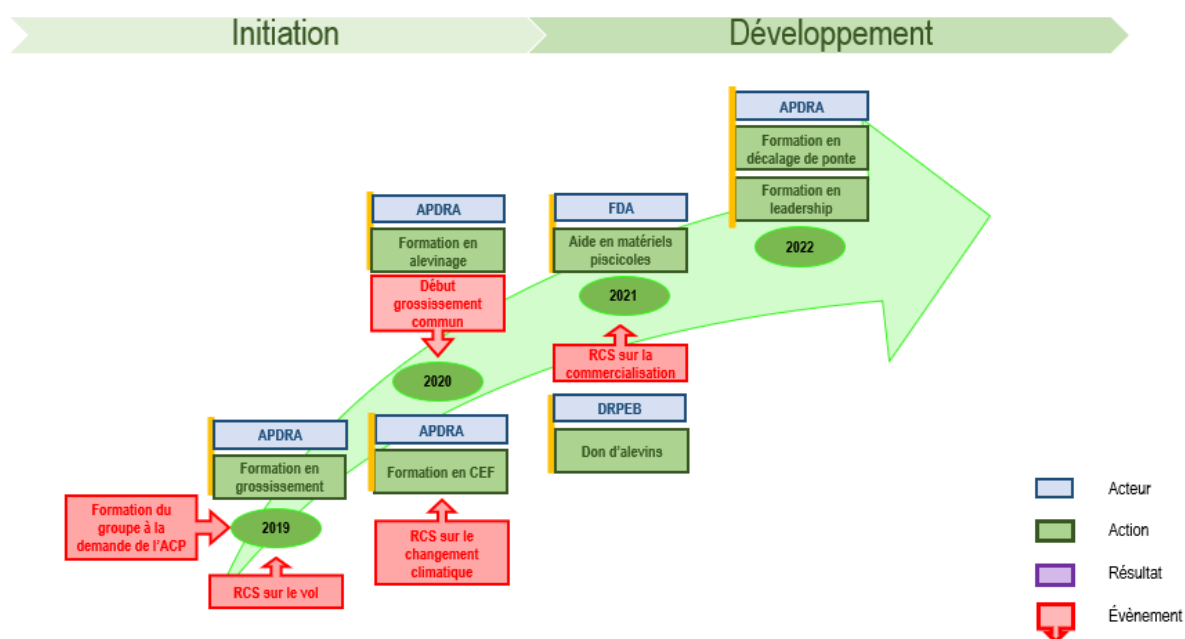 Initiation
Développement
APDRA
Formation en
décalage de ponte
Formation en
leadership
2022
APDRA
Formation en
alevinage
Début
grossissement
commun
2020
FDA
Aide en matériels
piscicoles
2021
RCS sur la
commercialisation
DRPEB
Don d'alevins
APDRA
Formation en
grossissement
APDRA
Formation en CEF
Formation du
groupe à la
demande de l'ACP
2019
RCS sur le vol
RCS sur le
changement
climatique
Acteur
Action
Résultat
Évènement